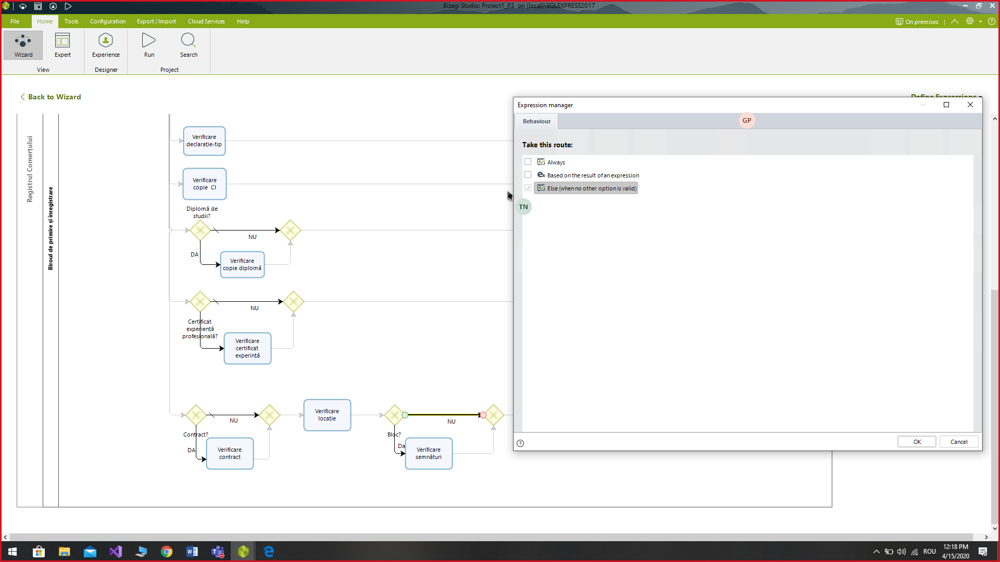 Bizagi Studio: Proiect1_P3 on (local)\SQLEXPRESS2017
File Home Tools Configuration Export / Import Cloud Services Help
On premises
Wizard Expert Experience Run Search
View Designer Project
Back to Wizard
Define Expressions
Registrul Comerțului
Biroul de primire și înregistrare
Verificare
declarație-tip
Verificare
copie CI
Diplomă de
studii?
NU
DA
Verificare
copie diplomă
NU
Certificat
experiență
profesională?
Verificare
certificat
experință
NU
Contract?
DA
Verificare
contract
Verificare
locație
NU
Bloc?
Da
Verificare
semnături
Expression manager
Behaviour
GP
Take this route:
Always
Based on the result of an expression
Else (when no other option is valid)
TN
OK Cancel
ROU
12:18 PM
4/15/2020